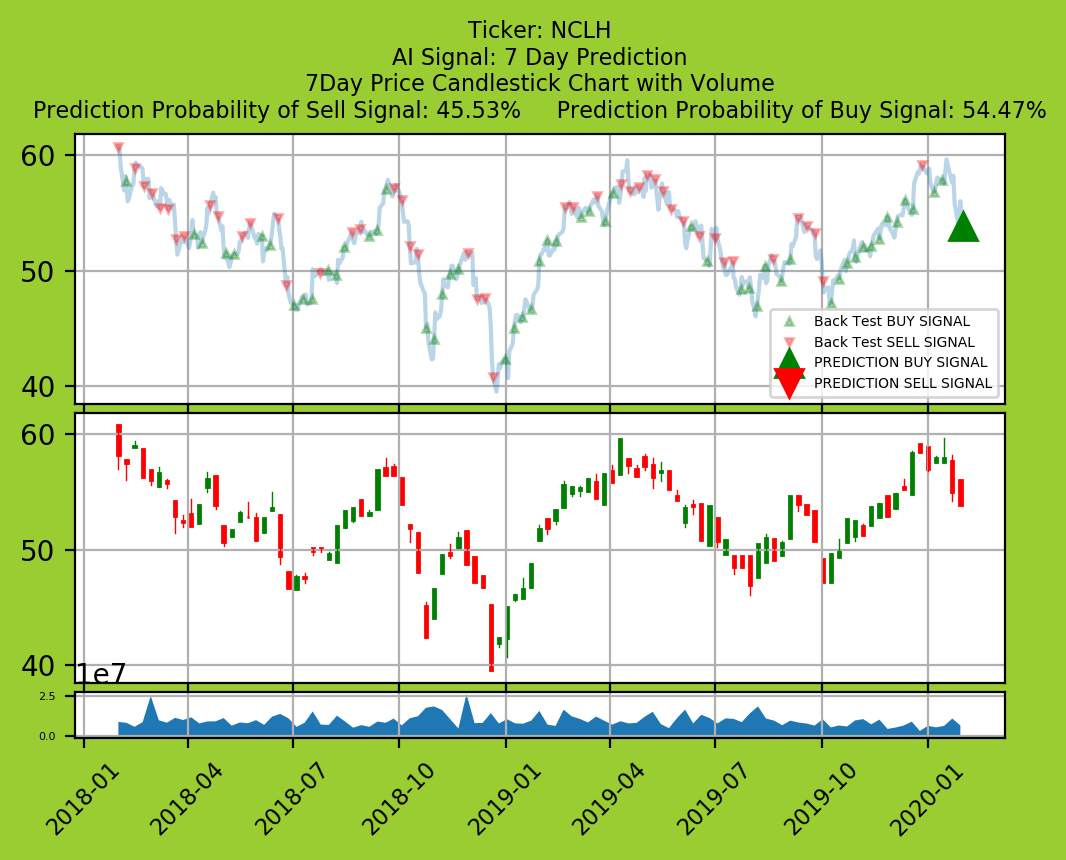 Ticker: NCLH
AI Signal: 7 Day Prediction
7Day Price Candlestick Chart with Volume
Prediction Probability of Sell Signal: 45.53%     Prediction Probability of Buy Signal: 54.47%
60
50
40
Back Test BUY SIGNAL
Back Test SELL SIGNAL
PREDICTION BUY SIGNAL
PREDICTION SELL SIGNAL
60
50
40
1e7
2.5
0.0
2018-01
2018-04
2018-07
2018-10
2019-01
2019-04
2019-07
2019-10
2020-01